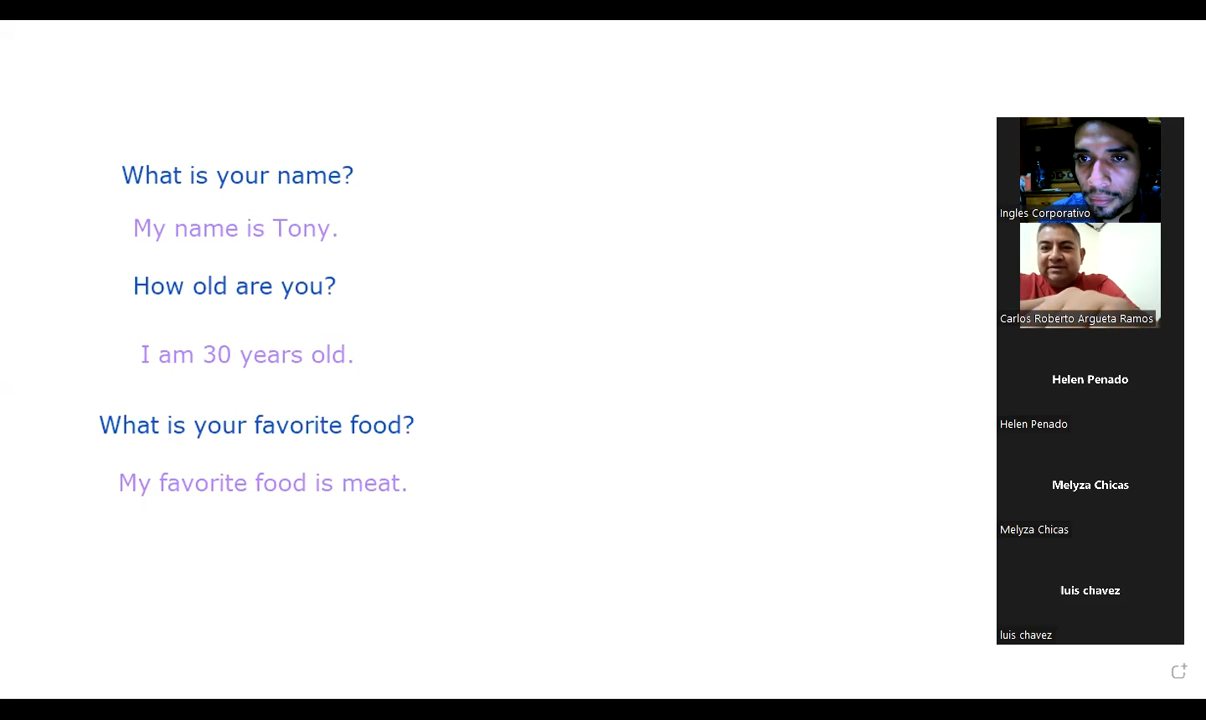 What is your name?
My name is Tony.
How old are you?
I am 30 years old.
What is your favorite food?
My favorite food is meat.
Ingles Corporativo
Carlos Roberto Argueta Ramos
Helen Penado
Helen Penado
Melyza Chicas
Melyza Chicas
luis chavez
luis chavez